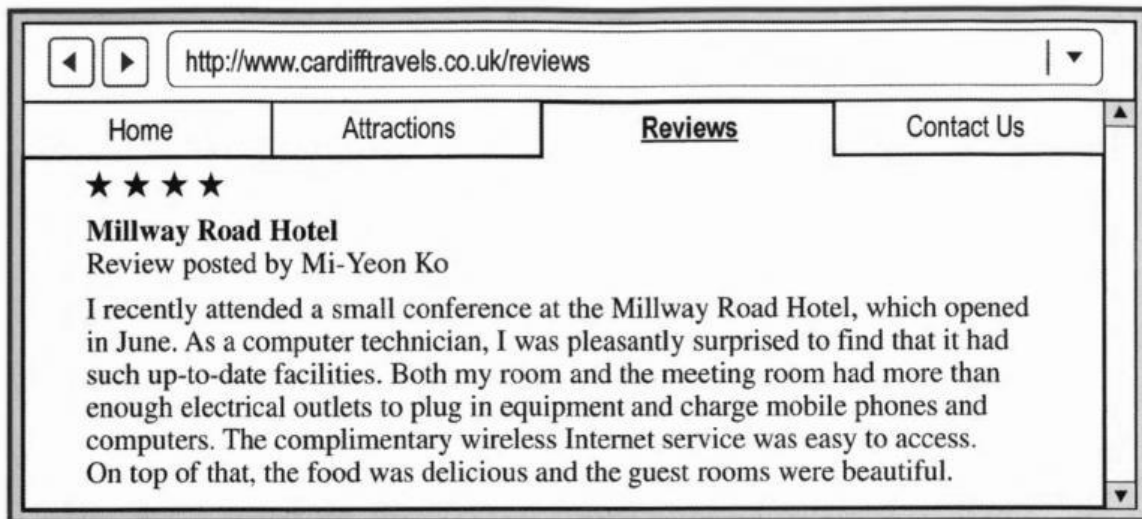 http://www.cardifftravels.co.uk/reviews
Home Attractions Reviews Contact Us
★ ★ ★ ★
Millway Road Hotel
Review posted by Mi-Yeon Ko
I recently attended a small conference at the Millway Road Hotel, which opened
in June. As a computer technician, I was pleasantly surprised to find that it had
such up-to-date facilities. Both my room and the meeting room had more than
enough electrical outlets to plug in equipment and charge mobile phones and
computers. The complimentary wireless Internet service was easy to access.
On top of that, the food was delicious and the guest rooms were beautiful.